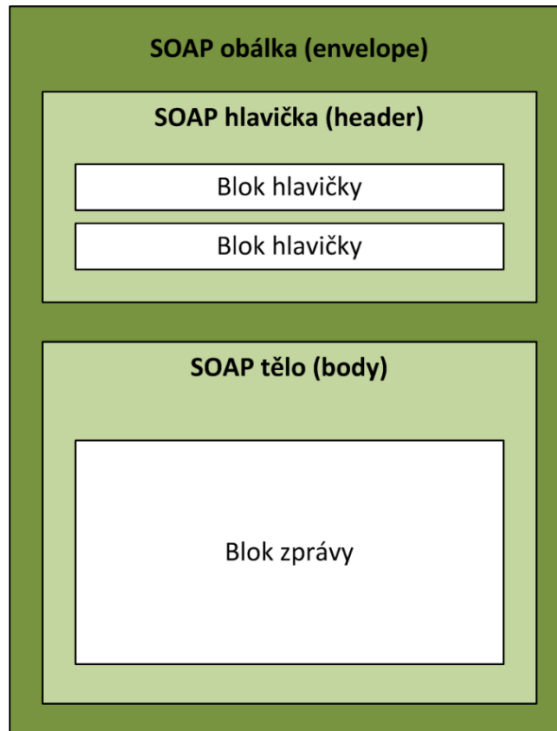 SOAP obálka (envelope)
SOAP hlavička (header)
Blok hlavičky
Blok hlavičky
SOAP tělo (body)
Blok zprávy